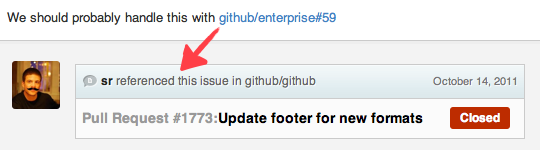 We should probably handle this with github/enterprise#59
sr referenced this issue in github/github October 14, 2011
Pull Request #1773:Update footer for new formats Closed